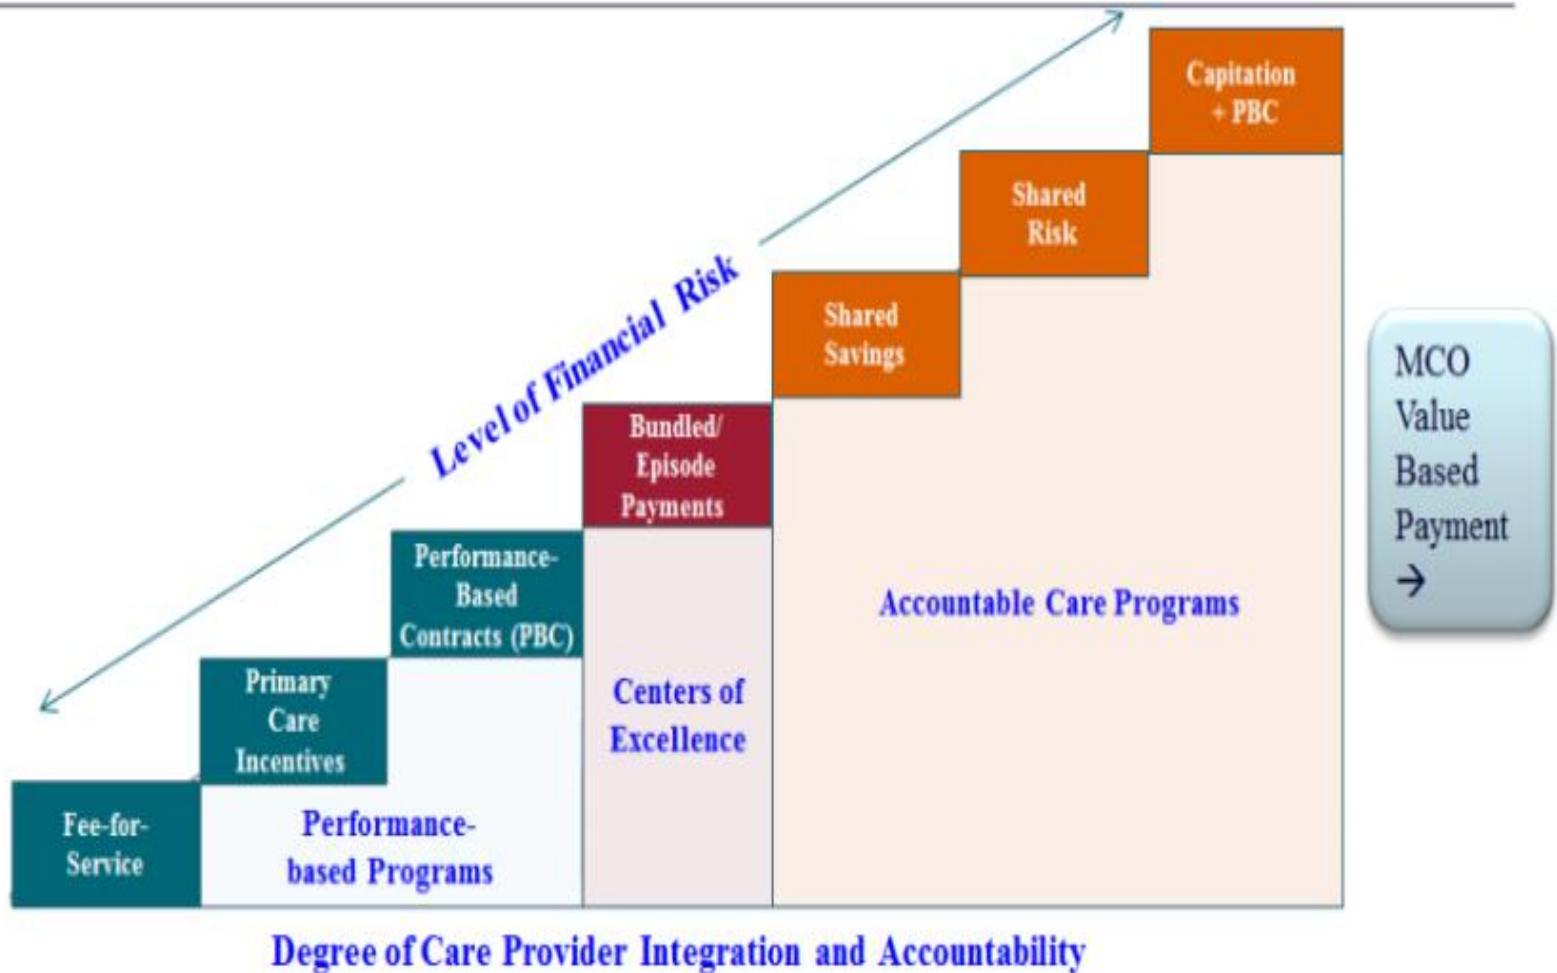 Capitation
+ PBC
Shared
Risk
Shared
Savings
Level of Financial Risk
Bundled/
Episode
Payments
Performance-
Based
Contracts (PBC)
Primary
Care
Incentives
Fee-for-
Service
Performance-
based Programs
Centers of
Excellence
Accountable Care Programs
MCO
Value
Based
Payment
→
Degree of Care Provider Integration and Accountability